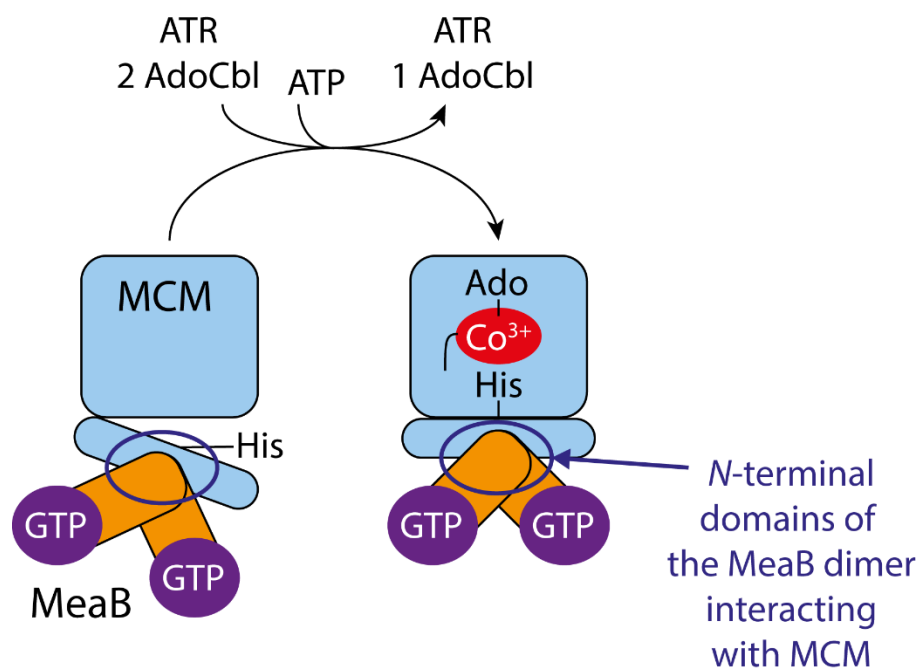 ATR
2 AdoCbl
ATP
ATR
1 AdoCbl
MCM
His
GTP
GTP
MeaB
Ado
Co³⁺
His
GTP
GTP
N-terminal
domains of
the MeaB dimer
interacting
with MCM